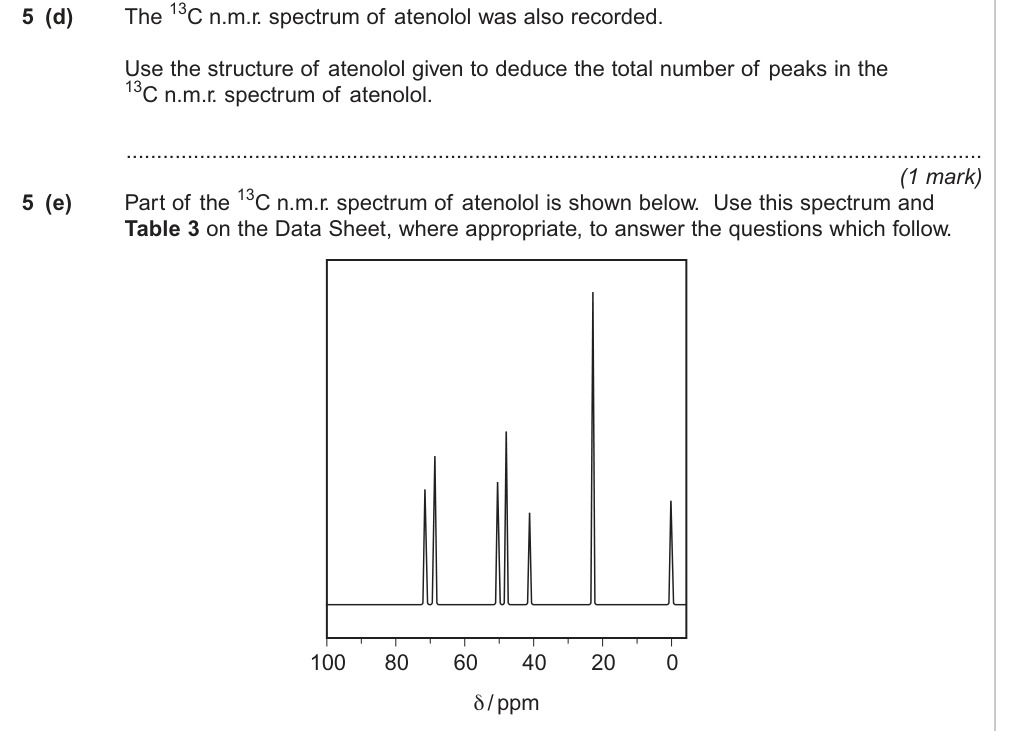 5 (d) The ¹³C n.m.r. spectrum of atenolol was also recorded.
Use the structure of atenolol given to deduce the total number of peaks in the
¹³C n.m.r. spectrum of atenolol.
(1 mark)
5 (e) Part of the ¹³C n.m.r. spectrum of atenolol is shown below. Use this spectrum and
Table 3 on the Data Sheet, where appropriate, to answer the questions which follow.
100 80 60 40 20 0
δ/ppm